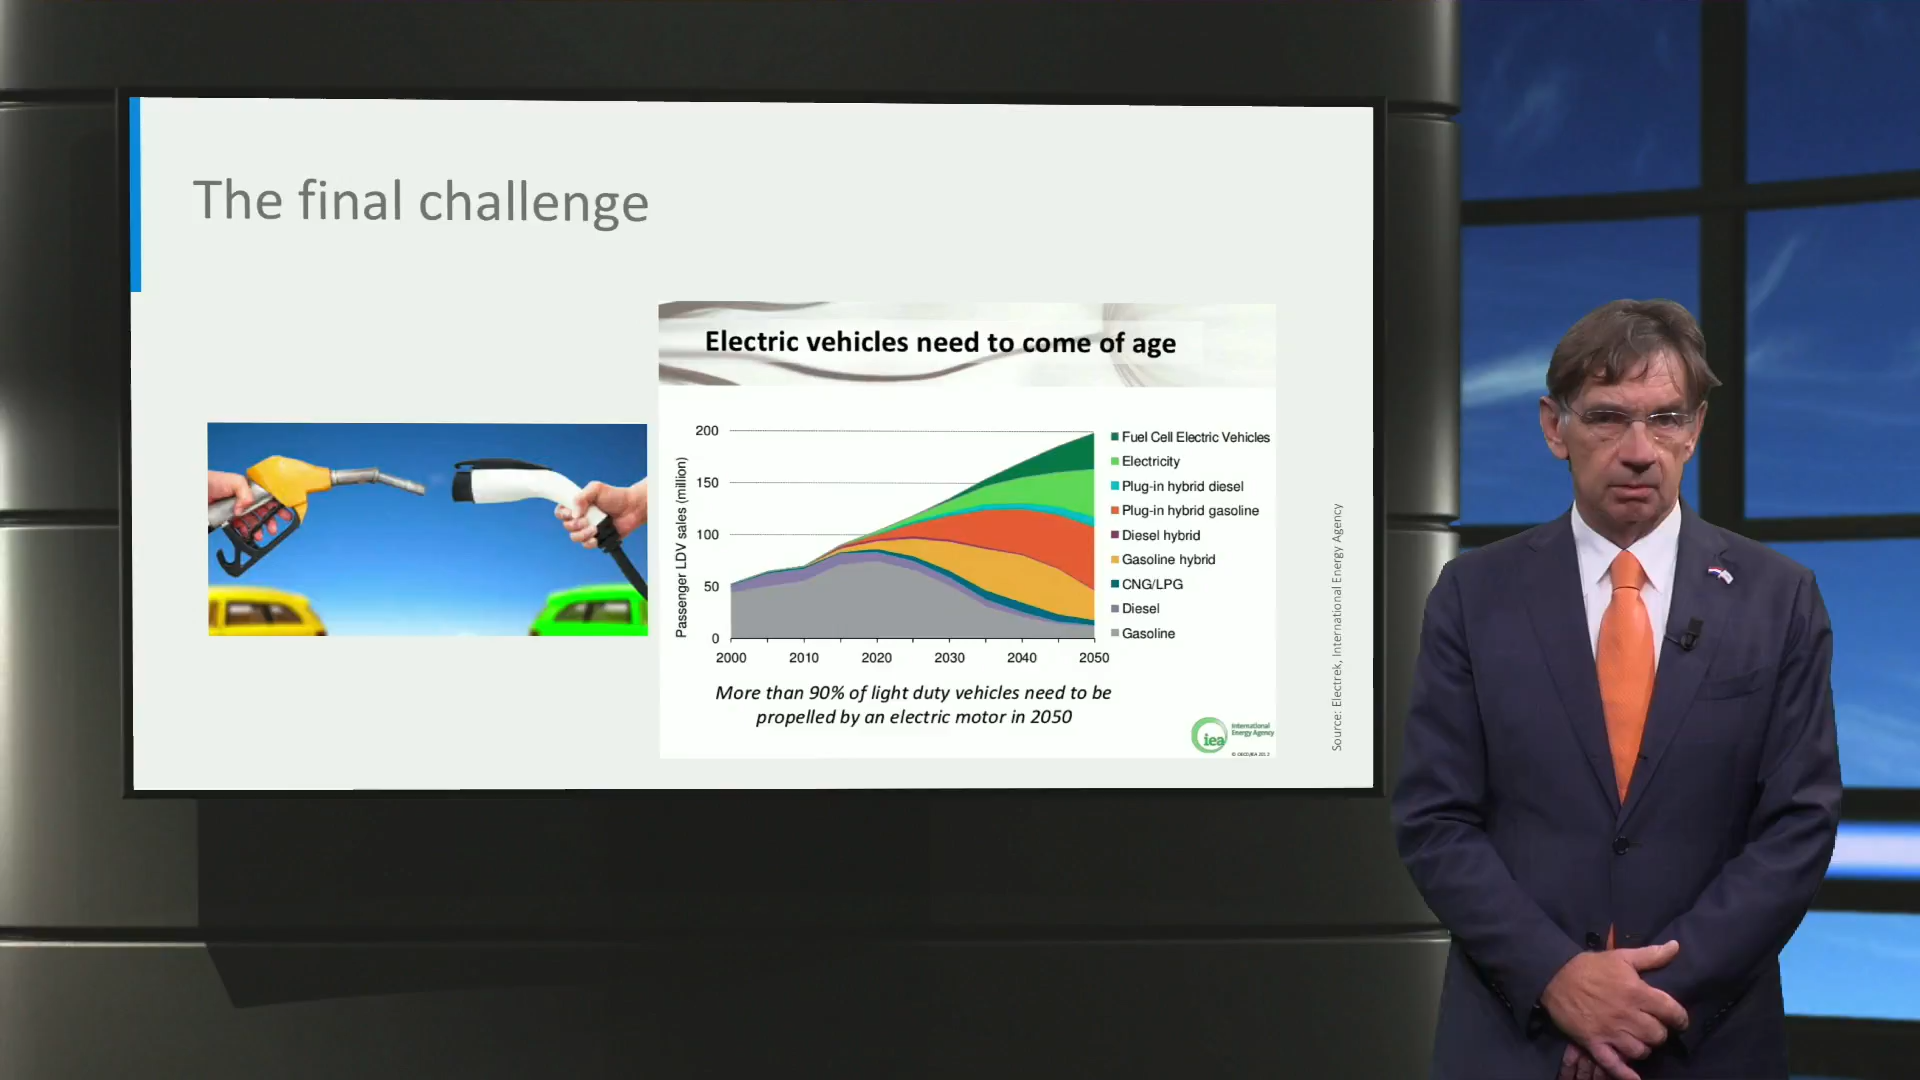 The final challenge
Electric vehicles need to come of age
Passenger LDV sales (million)
200
150
100
50
0
2000 2010 2020 2030 2040 2050
Fuel Cell Electric Vehicles
Electricity
Plug-in hybrid diesel
Plug-in hybrid gasoline
Diesel hybrid
Gasoline hybrid
CNG/LPG
Diesel
Gasoline
More than 90% of light duty vehicles need to be
propelled by an electric motor in 2050
iea
International
Energy Agency
Source: Electrek, International Energy Agency